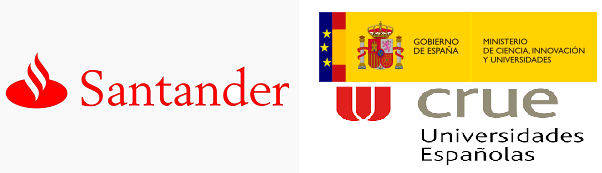 Santander
GOBIERNO
DE ESPAÑA
MINISTERIO
DE CIENCIA, INNOVACIÓN
Y UNIVERSIDADES
crue
Universidades
Españolas